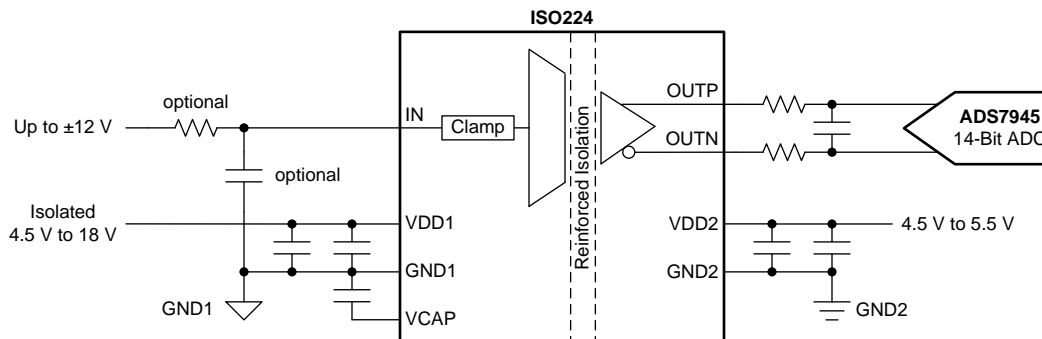 ISO224
optional
Up to ±12 V
IN
Clamp
optional
Isolated
4.5 V to 18 V
VDD1
GND1
GND1
VCAP
Reinforced Isolation
OUTP
OUTN
ADS7945
14-Bit ADC
VDD2
4.5 V to 5.5 V
GND2
GND2